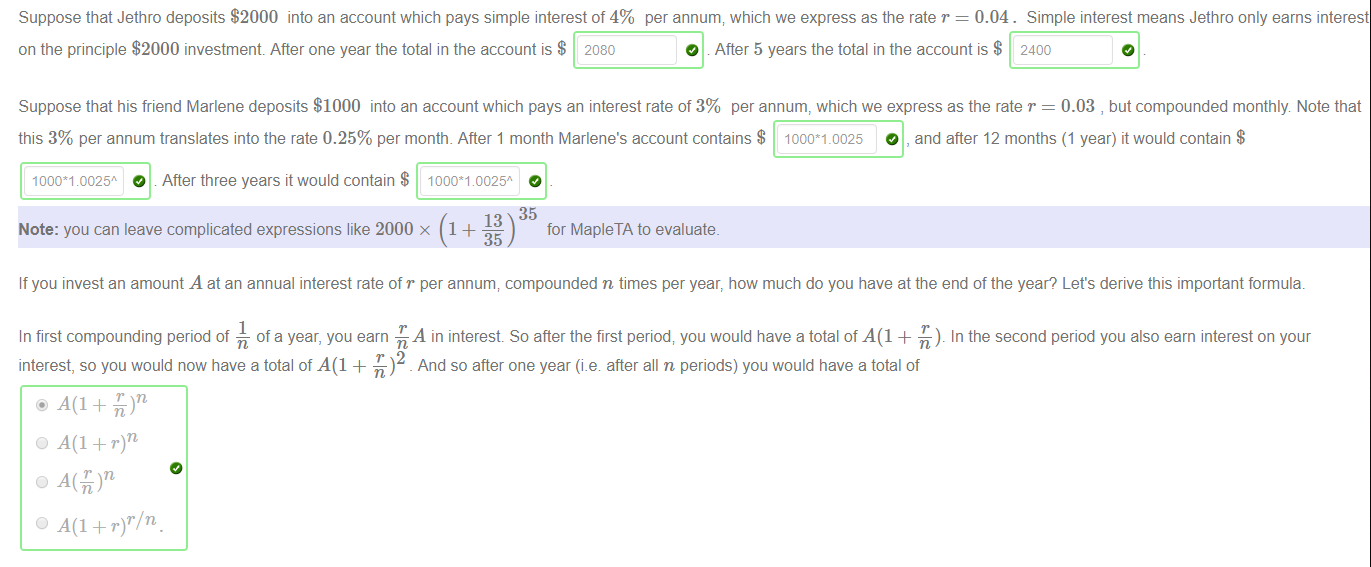 Suppose that Jethro deposits $2000 into an account which pays simple interest of 4% per annum, which we express as the rate r = 0.04. Simple interest means Jethro only earns interest
on the principle $2000 investment. After one year the total in the account is $ 2080 . After 5 years the total in the account is $ 2400 .
Suppose that his friend Marlene deposits $1000 into an account which pays an interest rate of 3% per annum, which we express as the rate r = 0.03 , but compounded monthly. Note that
this 3% per annum translates into the rate 0.25% per month. After 1 month Marlene's account contains $ 1000*1.0025 , and after 12 months (1 year) it would contain $
1000*1.0025^ . After three years it would contain $ 1000*1.0025^ .
Note: you can leave complicated expressions like 2000 × (1 + 13/35)^35 for MapleTA to evaluate.
If you invest an amount A at an annual interest rate of r per annum, compounded n times per year, how much do you have at the end of the year? Let's derive this important formula.
In first compounding period of 1/n of a year, you earn r/n A in interest. So after the first period, you would have a total of A(1 + r/n). In the second period you also earn interest on your
interest, so you would now have a total of A(1 + r/n)^2 . And so after one year (i.e. after all n periods) you would have a total of
A(1 + r/n)^n
A(1 + r)^n
A(r/n)^n
A(1 + r)^r/n .